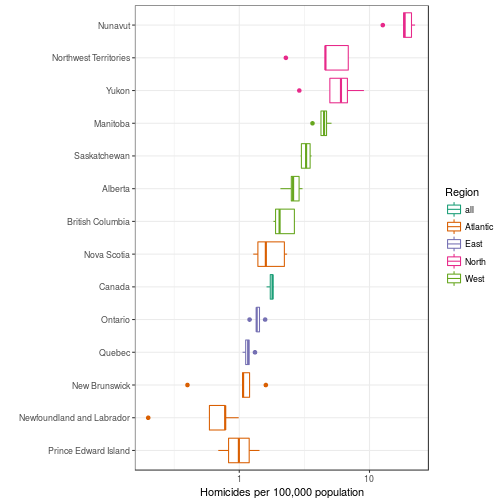 Nunavut
Northwest Territories
Yukon
Manitoba
Saskatchewan
Alberta
British Columbia
Nova Scotia
Canada
Ontario
Quebec
New Brunswick
Newfoundland and Labrador
Prince Edward Island
1 10
Homicides per 100,000 population
Region
all
Atlantic
East
North
West